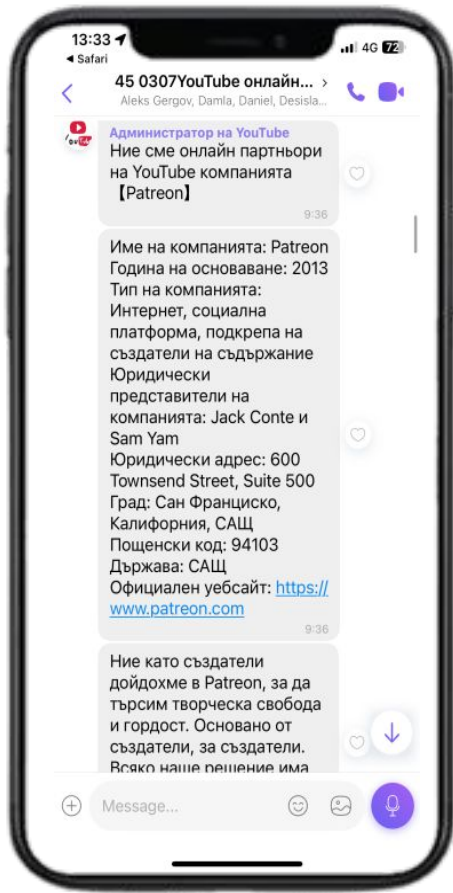 13:33
4G 72
Safari
45 0307YouTube онлайн...
Aleks Gergov, Damla, Daniel, Desisla...
Администратор на YouTube
Ние сме онлайн партньори
на YouTube компанията
【Patreon】
9:36
Име на компанията: Patreon
Година на основаване: 2013
Тип на компанията:
Интернет, социална
платформа, подкрепа на
създатели на съдържание
Юридически
представители на
компанията: Jack Conte и
Sam Yam
Юридически адрес: 600
Townsend Street, Suite 500
Град: Сан Франциско,
Калифорния, САЩ
Пощенски код: 94103
Държава: САЩ
Официален уебсайт: https://
www.patreon.com
9:36
Ние като създатели
дойдохме в Patreon, за да
търсим творческа свобода
и гордост. Основано от
създатели, за създатели.
Всяко наше решение има
Message...